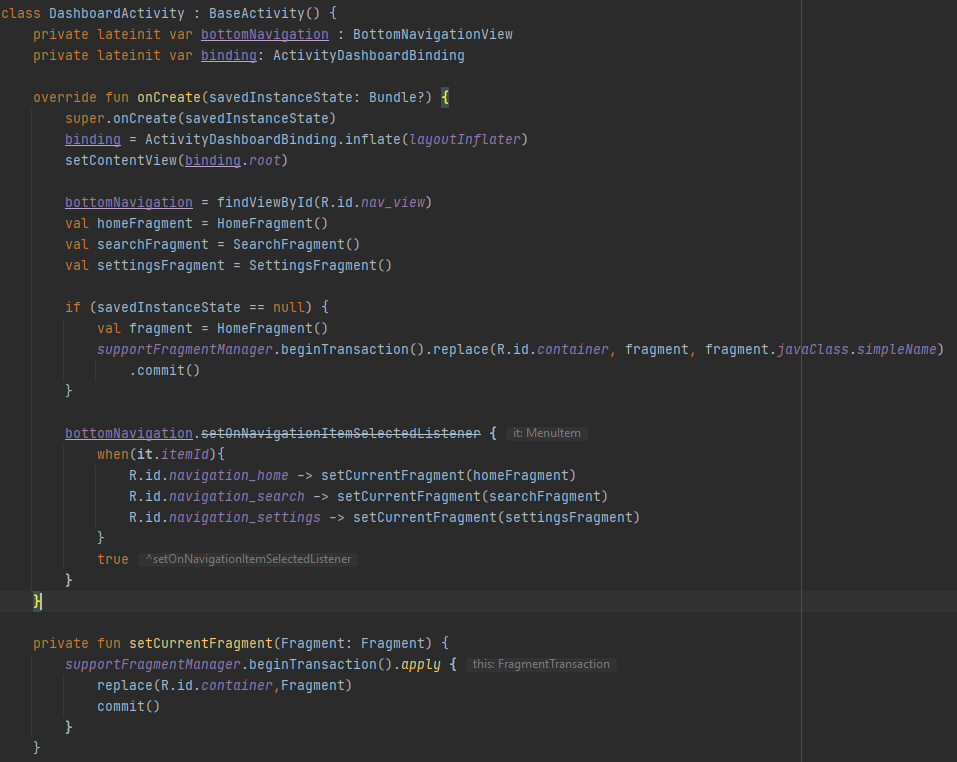 class DashboardActivity : BaseActivity() {
    private lateinit var bottomNavigation : BottomNavigationView
    private lateinit var binding: ActivityDashboardBinding

    override fun onCreate(savedInstanceState: Bundle?) {
        super.onCreate(savedInstanceState)
        binding = ActivityDashboardBinding.inflate(layoutInflater)
        setContentView(binding.root)

        bottomNavigation = findViewById(R.id.nav_view)
        val homeFragment = HomeFragment()
        val searchFragment = SearchFragment()
        val settingsFragment = SettingsFragment()

        if (savedInstanceState == null) {
            val fragment = HomeFragment()
            supportFragmentManager.beginTransaction().replace(R.id.container, fragment, fragment.javaClass.simpleName)
                .commit()
        }

        bottomNavigation.setOnNavigationItemSelectedListener { it: MenuItem
            when(it.itemId){
                R.id.navigation_home -> setCurrentFragment(homeFragment)
                R.id.navigation_search -> setCurrentFragment(searchFragment)
                R.id.navigation_settings -> setCurrentFragment(settingsFragment)
            }
            true ^setOnNavigationItemSelectedListener
        }
    }

    private fun setCurrentFragment(Fragment: Fragment) {
        supportFragmentManager.beginTransaction().apply { this: FragmentTransaction
            replace(R.id.container,Fragment)
            commit()
        }
    }